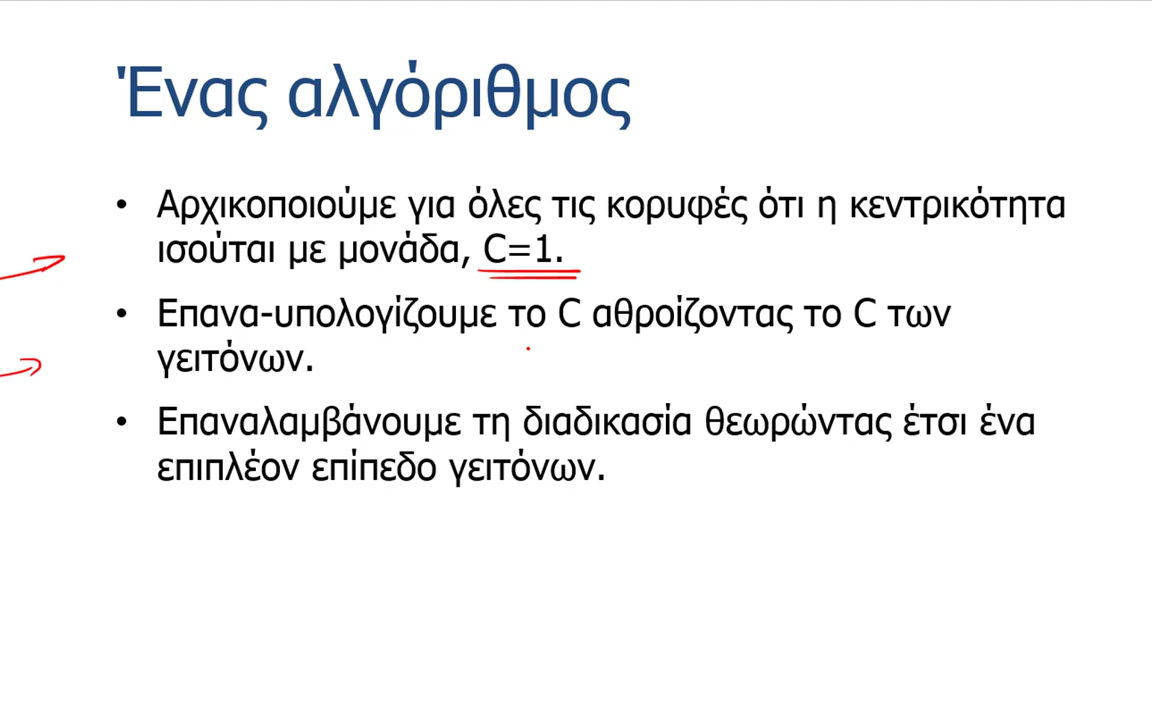 Ένας αλγόριθμος
• Αρχικοποιούμε για όλες τις κορυφές ότι η κεντρικότητα
ισούται με μονάδα, C=1.
• Επανα-υπολογίζουμε το C αθροίζοντας το C των
γειτόνων.
• Επαναλαμβάνουμε τη διαδικασία θεωρώντας έτσι ένα
επιπλέον επίπεδο γειτόνων.